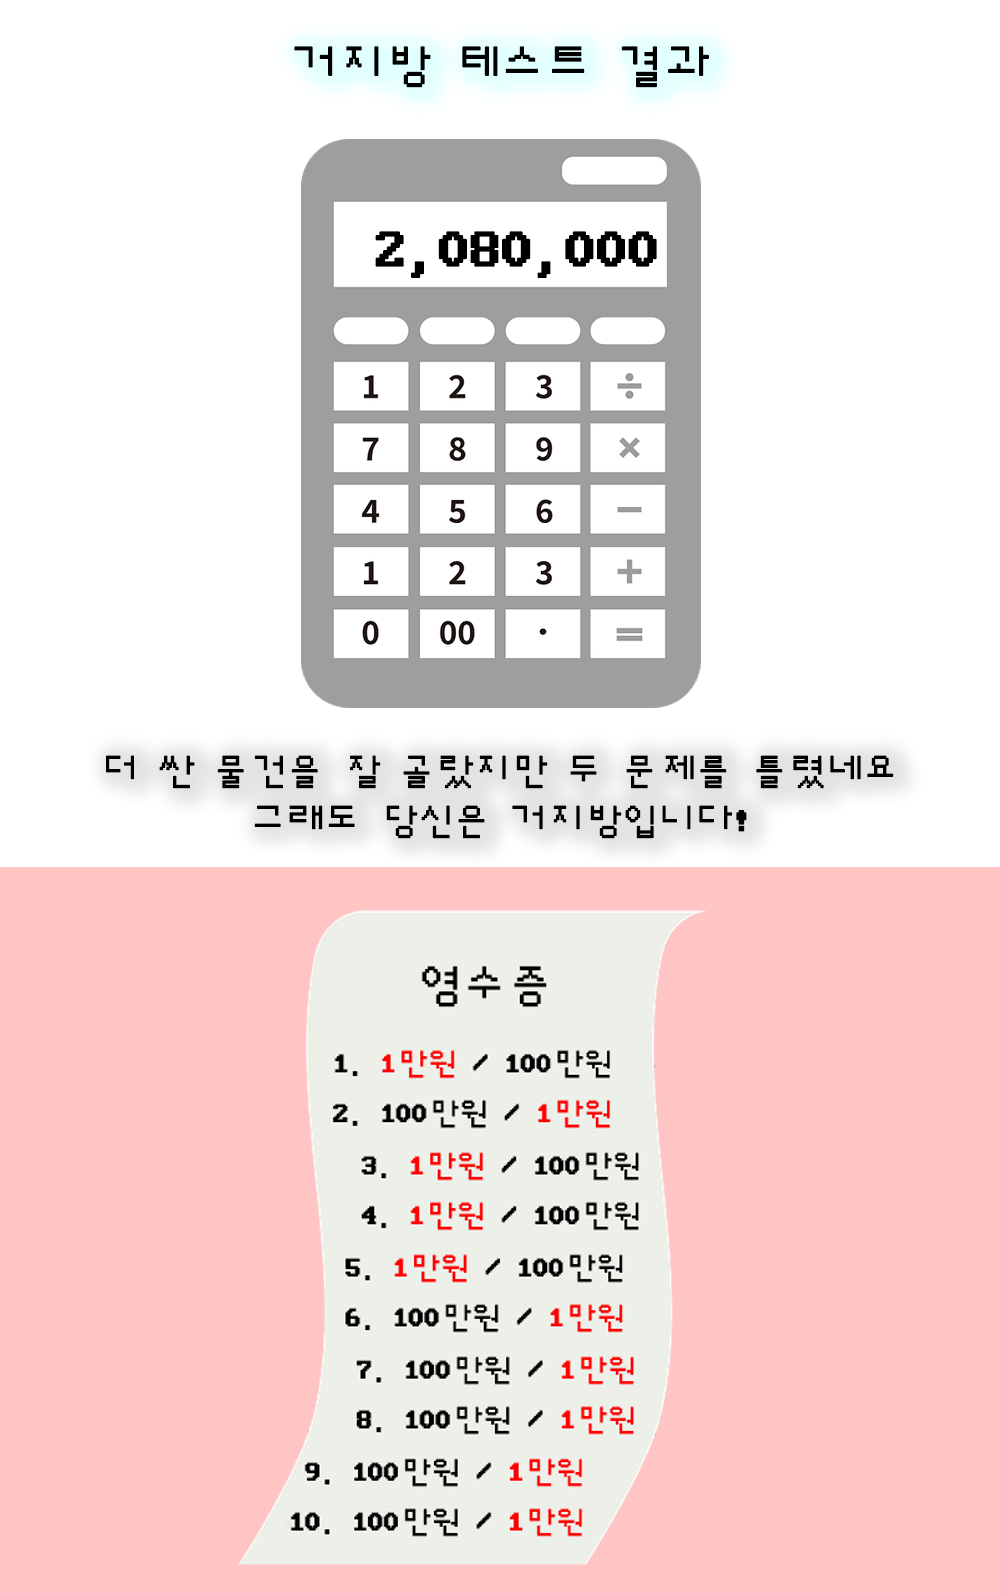 거지방 테스트 결과
2,080,000
1 2 3 ÷
7 8 9 ×
4 5 6 −
1 2 3 +
0 00 · =
더 싼 물건을 잘 골랐지만 두 문제를 틀렸네요
그래도 당신은 거지방입니다!
영수증
1. 1만원 / 100만원
2. 100만원 / 1만원
3. 1만원 / 100만원
4. 1만원 / 100만원
5. 1만원 / 100만원
6. 100만원 / 1만원
7. 100만원 / 1만원
8. 100만원 / 1만원
9. 100만원 / 1만원
10. 100만원 / 1만원